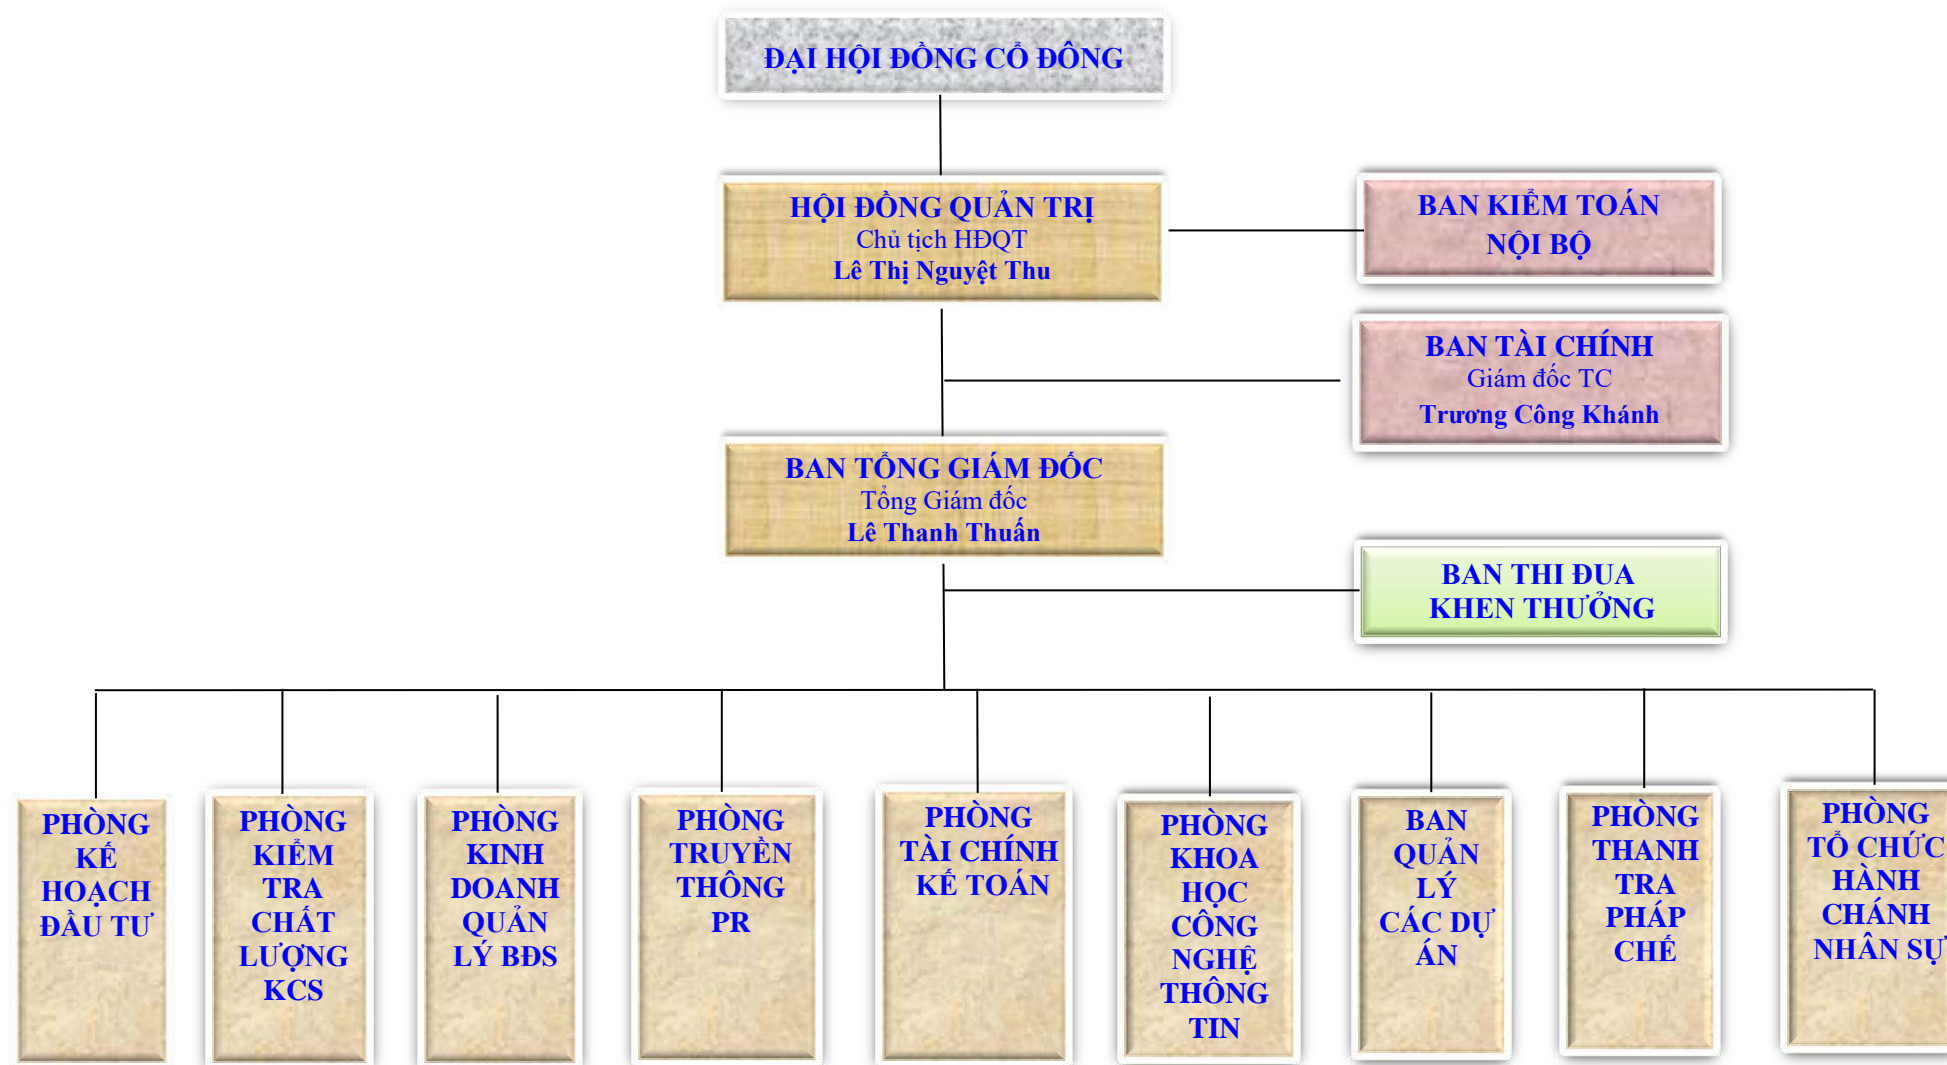 ĐẠI HỘI ĐỒNG CỔ ĐÔNG
HỘI ĐỒNG QUẢN TRỊ
Chủ tịch HĐQT
Lê Thị Nguyệt Thu
BAN KIỂM TOÁN
NỘI BỘ
BAN TÀI CHÍNH
Giám đốc TC
Trương Công Khánh
BAN TỔNG GIÁM ĐỐC
Tổng Giám đốc
Lê Thanh Thuấn
BAN THI ĐUA
KHEN THƯỞNG
PHÒNG
KẾ
HOẠCH
ĐẦU TƯ
PHÒNG
KIỂM
TRA
CHẤT
LƯỢNG
KCS
PHÒNG
KINH
DOANH
QUẢN
LÝ BĐS
PHÒNG
TRUYỀN
THÔNG
PR
PHÒNG
TÀI CHÍNH
KẾ TOÁN
PHÒNG
KHOA
HỌC
CÔNG
NGHỆ
THÔNG
TIN
BAN
QUẢN
LÝ
CÁC DỰ
ÁN
PHÒNG
THANH
TRA
PHÁP
CHẾ
PHÒNG
TỔ CHỨC
HÀNH
CHÁNH
NHÂN SỰ